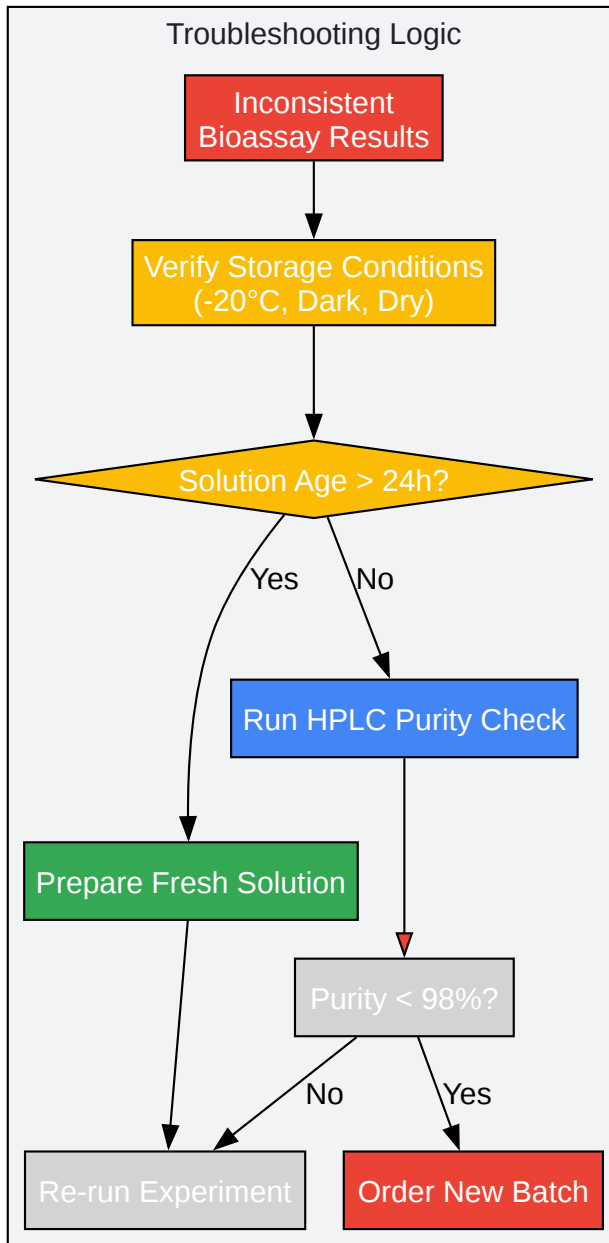 Troubleshooting Logic
Inconsistent
Bioassay Results
Verify Storage Conditions
(-20°C, Dark, Dry)
Solution Age > 24h?
Yes
No
Run HPLC Purity Check
Prepare Fresh Solution
Purity < 98%?
No
Yes
Re-run Experiment
Order New Batch